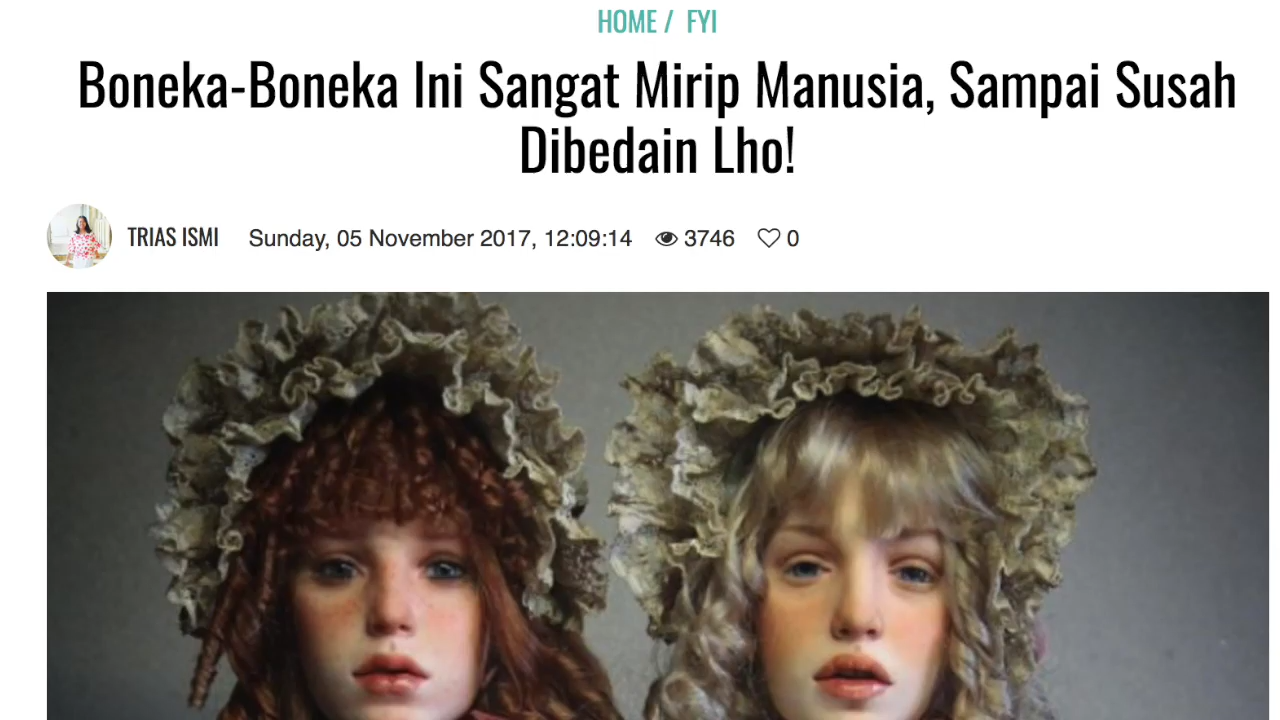 HOME / FYI
Boneka-Boneka Ini Sangat Mirip Manusia, Sampai Susah
Dibedain Lho!
TRIAS ISMI Sunday, 05 November 2017, 12:09:14 3746 0